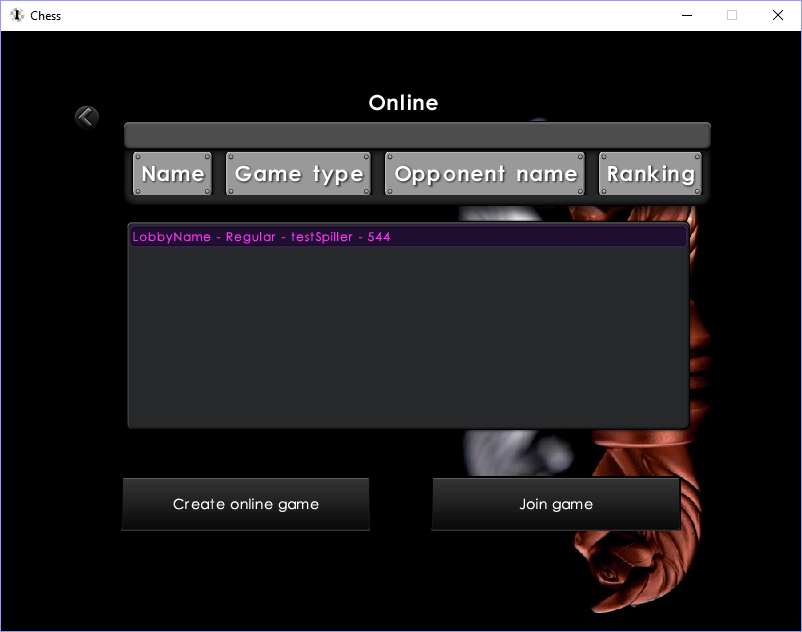 Chess
Online
Name Game type Opponent name Ranking
LobbyName - Regular - testSpiller - 544
Create online game Join game